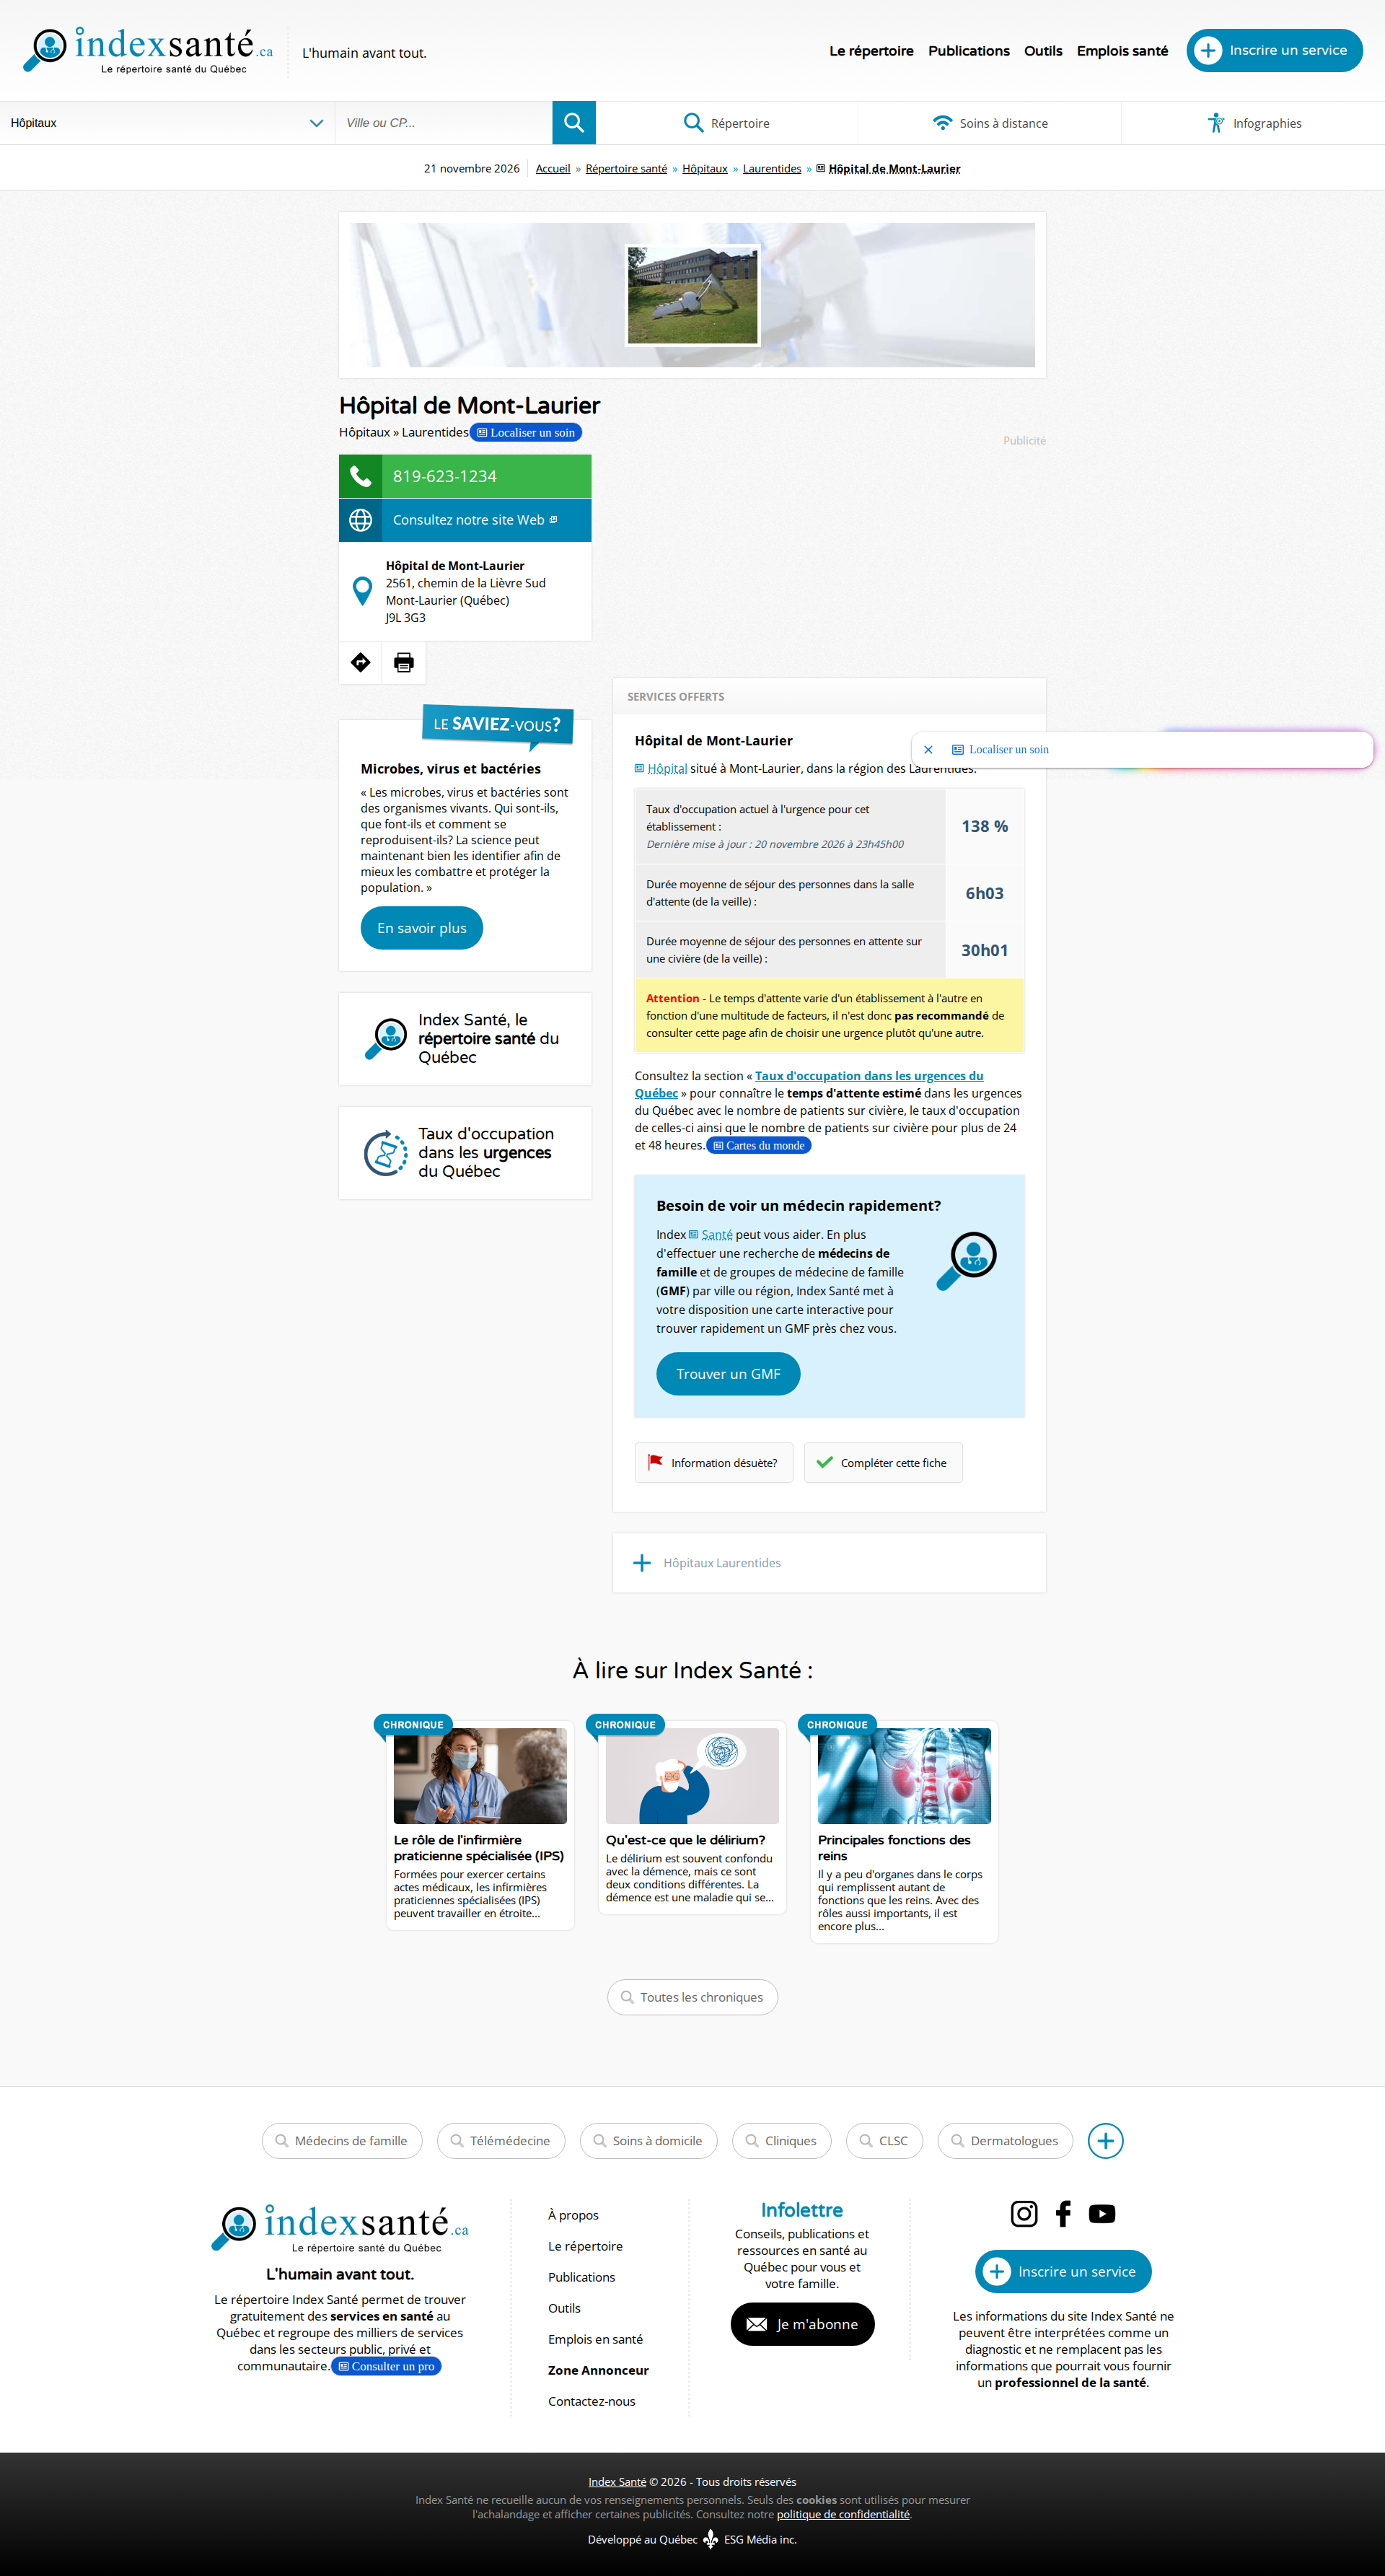 indexsanté.ca
Le répertoire santé du Québec
L'humain avant tout.
Le répertoire
Publications
Outils
Emplois santé
Inscrire un service
Hôpitaux
Ville ou CP...
Répertoire
Soins à distance
Infographies
21 novembre 2026
Accueil » Répertoire santé » Hôpitaux » Laurentides » Hôpital de Mont-Laurier
Hôpital de Mont-Laurier
Hôpitaux » Laurentides Localiser un soin
Publicité
819-623-1234
Consultez notre site Web
Hôpital de Mont-Laurier
2561, chemin de la Lièvre Sud
Mont-Laurier (Québec)
J9L 3G3
LE SAVIEZ-VOUS?
Microbes, virus et bactéries
« Les microbes, virus et bactéries sont
des organismes vivants. Qui sont-ils,
que font-ils et comment se
reproduisent-ils? La science peut
maintenant bien les identifier afin de
mieux les combattre et protéger la
population. »
En savoir plus
Index Santé, le
répertoire santé du
Québec
Taux d'occupation
dans les urgences
du Québec
SERVICES OFFERTS
Hôpital de Mont-Laurier
Localiser un soin
Hôpital situé à Mont-Laurier, dans la région des Laurentides.
Taux d'occupation actuel à l'urgence pour cet
établissement :
Dernière mise à jour : 20 novembre 2026 à 23h45h00
138 %
Durée moyenne de séjour des personnes dans la salle
d'attente (de la veille) :
6h03
Durée moyenne de séjour des personnes en attente sur
une civière (de la veille) :
30h01
Attention - Le temps d'attente varie d'un établissement à l'autre en
fonction d'une multitude de facteurs, il n'est donc pas recommandé de
consulter cette page afin de choisir une urgence plutôt qu'une autre.
Consultez la section « Taux d'occupation dans les urgences du
Québec » pour connaître le temps d'attente estimé dans les urgences
du Québec avec le nombre de patients sur civière, le taux d'occupation
de celles-ci ainsi que le nombre de patients sur civière pour plus de 24
et 48 heures. Cartes du monde
Besoin de voir un médecin rapidement?
Index Santé peut vous aider. En plus
d'effectuer une recherche de médecins de
famille et de groupes de médecine de famille
(GMF) par ville ou région, Index Santé met à
votre disposition une carte interactive pour
trouver rapidement un GMF près chez vous.
Trouver un GMF
Information désuète?
Compléter cette fiche
Hôpitaux Laurentides
À lire sur Index Santé :
CHRONIQUE
Le rôle de l'infirmière
praticienne spécialisée (IPS)
Formées pour exercer certains
actes médicaux, les infirmières
praticiennes spécialisées (IPS)
peuvent travailler en étroite...
CHRONIQUE
Qu'est-ce que le délirium?
Le délirium est souvent confondu
avec la démence, mais ce sont
deux conditions différentes. La
démence est une maladie qui se...
CHRONIQUE
Principales fonctions des
reins
Il y a peu d'organes dans le corps
qui remplissent autant de
fonctions que les reins. Avec des
rôles aussi importants, il est
encore plus...
Toutes les chroniques
Médecins de famille
Télémédecine
Soins à domicile
Cliniques
CLSC
Dermatologues
indexsanté.ca
Le répertoire santé du Québec
L'humain avant tout.
Le répertoire Index Santé permet de trouver
gratuitement des services en santé au
Québec et regroupe des milliers de services
dans les secteurs public, privé et
communautaire. Consulter un pro
À propos
Le répertoire
Publications
Outils
Emplois en santé
Zone Annonceur
Contactez-nous
Infolettre
Conseils, publications et
ressources en santé au
Québec pour vous et
votre famille.
Je m'abonne
Inscrire un service
Les informations du site Index Santé ne
peuvent être interprétées comme un
diagnostic et ne remplacent pas les
informations que pourrait vous fournir
un professionnel de la santé.
Index Santé © 2026 - Tous droits réservés
Index Santé ne recueille aucun de vos renseignements personnels. Seuls des cookies sont utilisés pour mesurer
l'achalandage et afficher certaines publicités. Consultez notre politique de confidentialité.
Développé au Québec ESG Média inc.